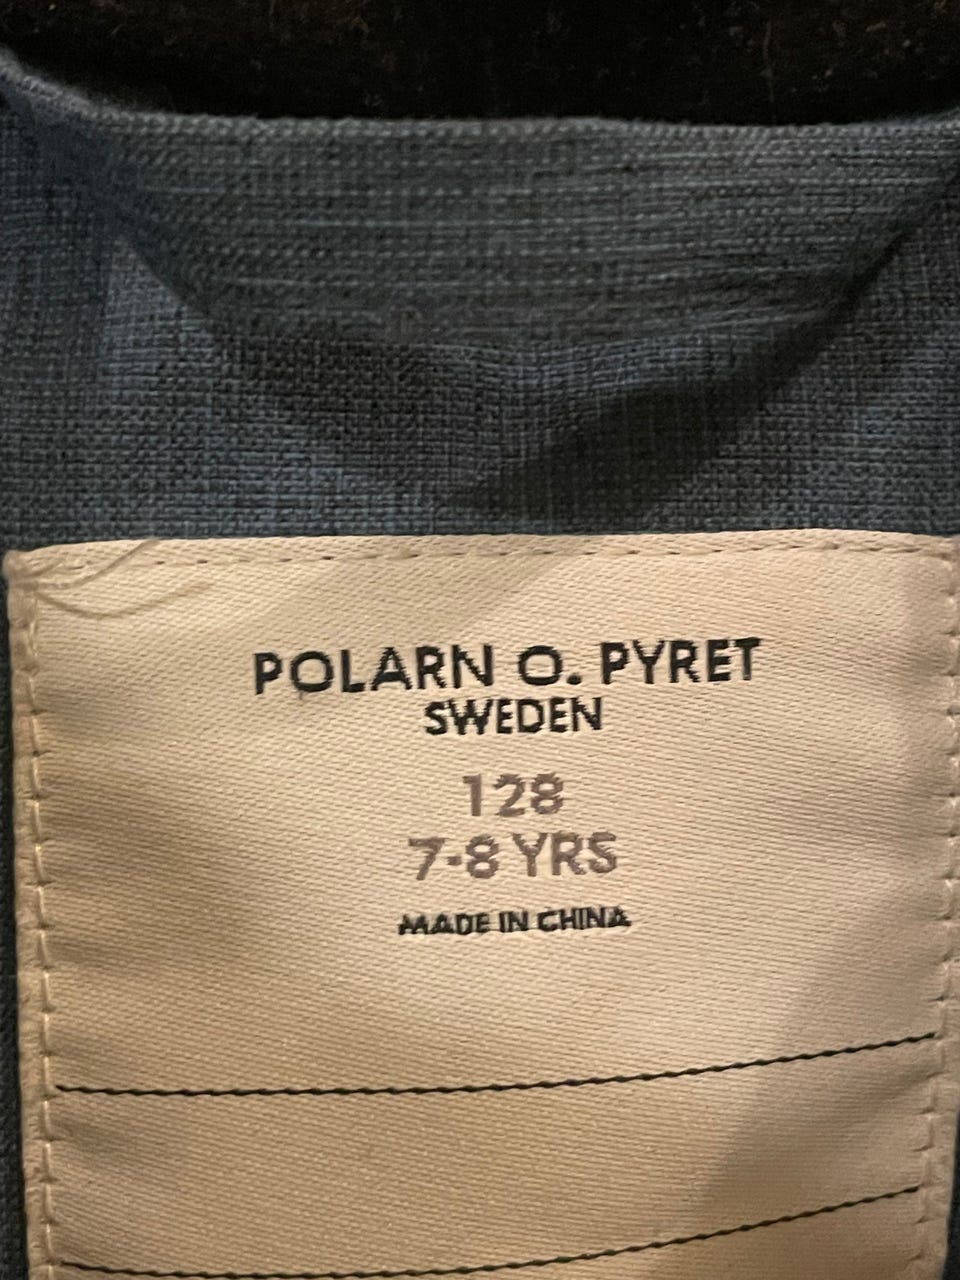 POLARN O. PYRET
SWEDEN
128
7-8 YRS
MADE IN CHINA